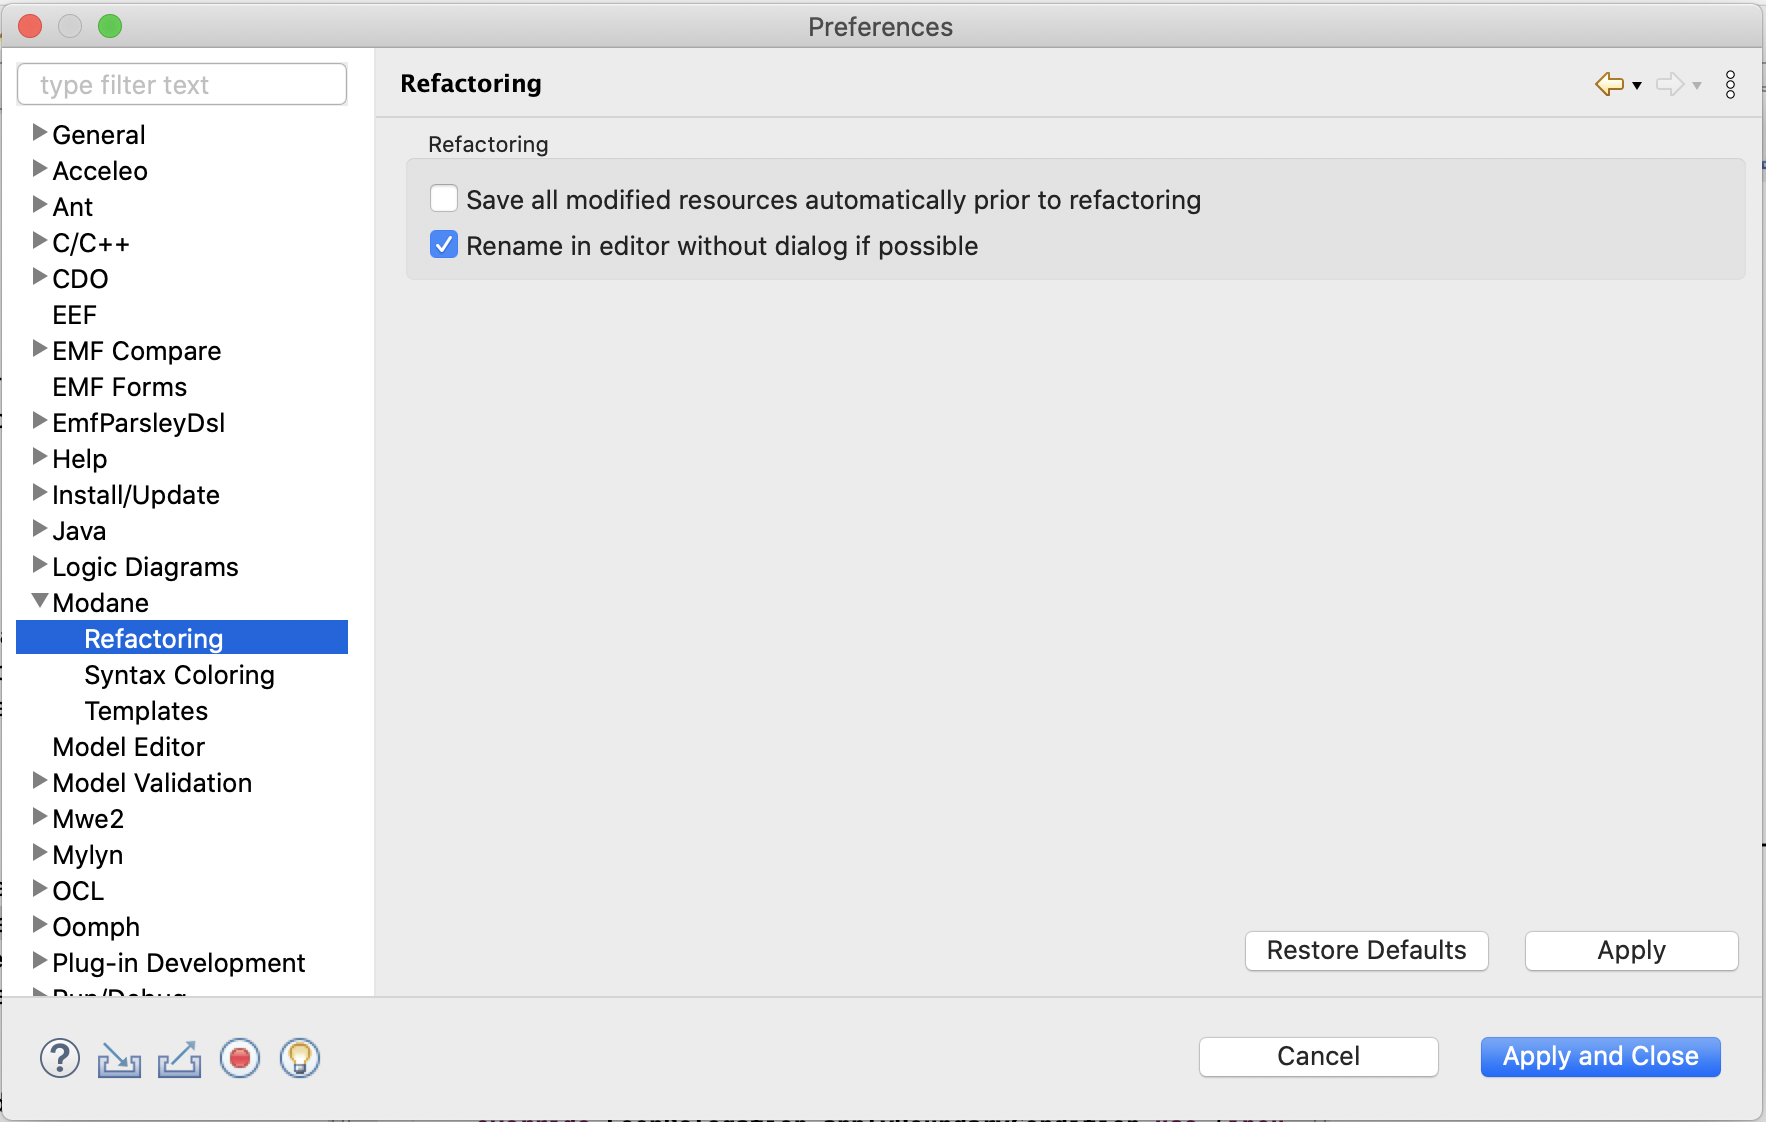 Preferences
type filter text
General
Acceleo
Ant
C/C++
CDO
EEF
EMF Compare
EMF Forms
EmfParsleyDsl
Help
Install/Update
Java
Logic Diagrams
Modane
Refactoring
Syntax Coloring
Templates
Model Editor
Model Validation
Mwe2
Mylyn
OCL
Oomph
Plug-in Development
Run/Debug
Refactoring
Refactoring
Save all modified resources automatically prior to refactoring
Rename in editor without dialog if possible
Restore Defaults
Apply
Cancel
Apply and Close